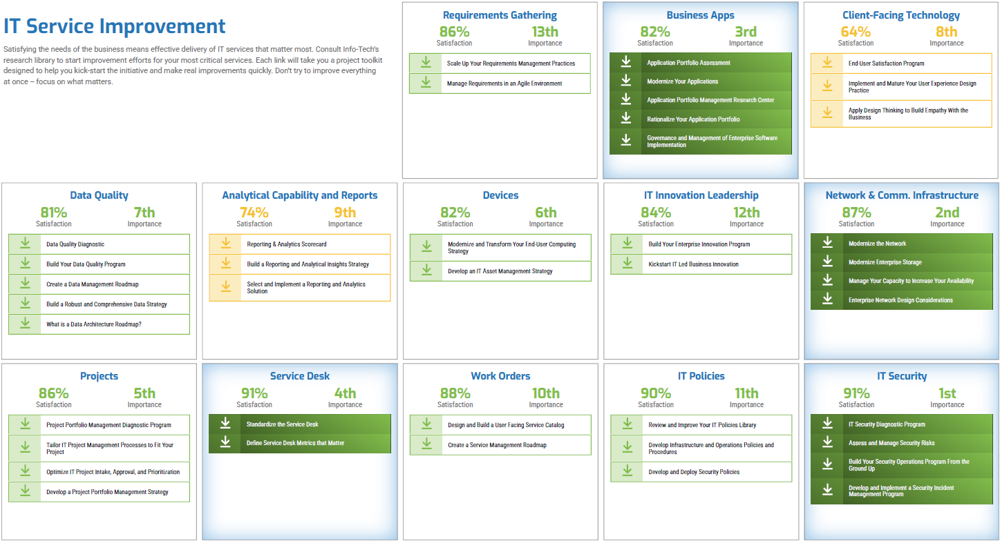 IT Service Improvement
Satisfying the needs of the business means effective delivery of IT services that matter most. Consult Info-Tech's
research library to start improvement efforts for your most critical services. Each link will take you a project toolkit
designed to help you kick-start the initiative and make real improvements quickly. Don't try to improve everything
at once – focus on what matters.
Requirements Gathering
86% 13th
Satisfaction Importance
Scale Up Your Requirements Management Practices
Manage Requirements in an Agile Environment
Business Apps
82% 3rd
Satisfaction Importance
Application Portfolio Assessment
Modernize Your Applications
Application Portfolio Management Research Center
Rationalize Your Application Portfolio
Governance and Management of Enterprise Software
Implementation
Client-Facing Technology
64% 8th
Satisfaction Importance
End-User Satisfaction Program
Implement and Mature Your User Experience Design
Practice
Apply Design Thinking to Build Empathy With the
Business
Data Quality
81% 7th
Satisfaction Importance
Data Quality Diagnostic
Build Your Data Quality Program
Create a Data Management Roadmap
Build a Robust and Comprehensive Data Strategy
What is a Data Architecture Roadmap?
Analytical Capability and Reports
74% 9th
Satisfaction Importance
Reporting & Analytics Scorecard
Build a Reporting and Analytical Insights Strategy
Select and Implement a Reporting and Analytics
Solution
Devices
82% 6th
Satisfaction Importance
Modernize and Transform Your End-User Computing
Strategy
Develop an IT Asset Management Strategy
IT Innovation Leadership
84% 12th
Satisfaction Importance
Build Your Enterprise Innovation Program
Kickstart IT Led Business Innovation
Network & Comm. Infrastructure
87% 2nd
Satisfaction Importance
Modernize the Network
Modernize Enterprise Storage
Manage Your Capacity to Increase Your Availability
Enterprise Network Design Considerations
Projects
86% 5th
Satisfaction Importance
Project Portfolio Management Diagnostic Program
Tailor IT Project Management Processes to Fit Your
Project
Optimize IT Project Intake, Approval, and Prioritization
Develop a Project Portfolio Management Strategy
Service Desk
91% 4th
Satisfaction Importance
Standardize the Service Desk
Define Service Desk Metrics that Matter
Work Orders
88% 10th
Satisfaction Importance
Design and Build a User Facing Service Catalog
Create a Service Management Roadmap
IT Policies
90% 11th
Satisfaction Importance
Review and Improve Your IT Policies Library
Develop Infrastructure and Operations Policies and
Procedures
Develop and Deploy Security Policies
IT Security
91% 1st
Satisfaction Importance
IT Security Diagnostic Program
Assess and Manage Security Risks
Build Your Security Operations Program From the
Ground Up
Develop and Implement a Security Incident
Management Program